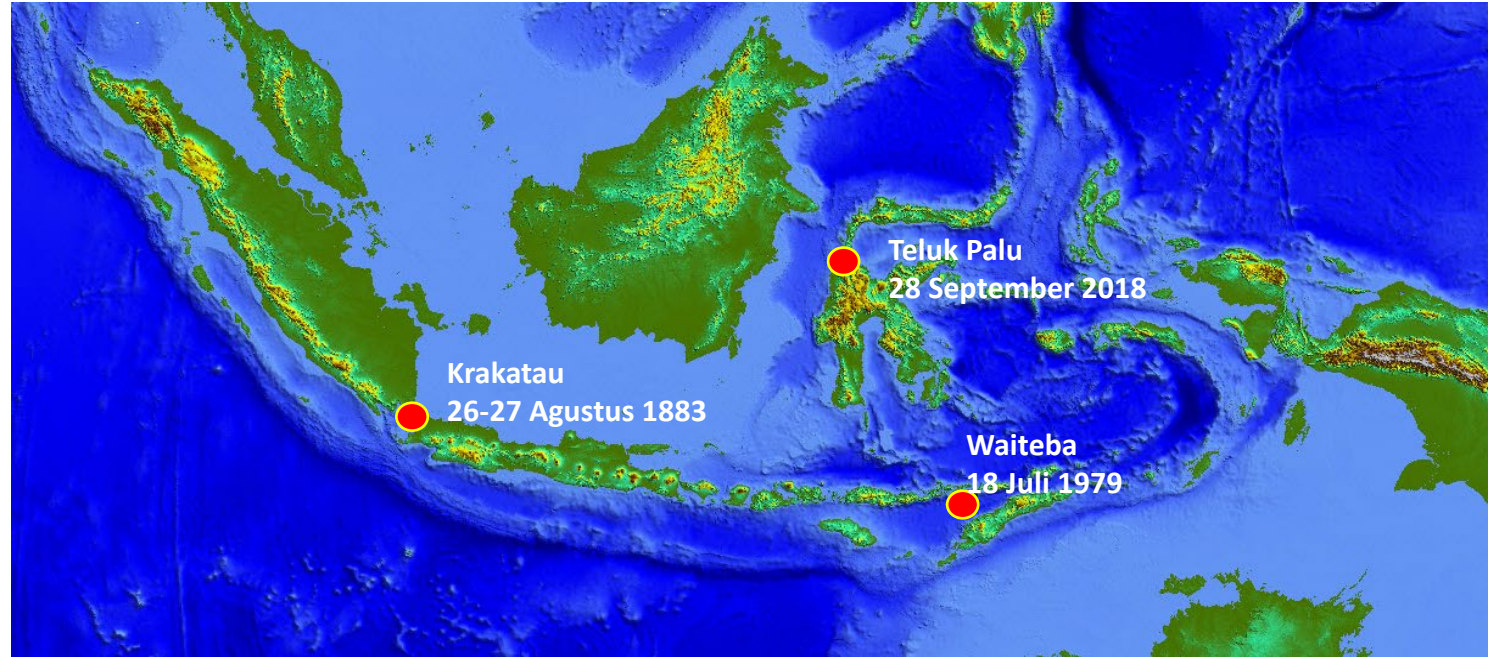 Teluk Palu
28 September 2018
Krakatau
26-27 Agustus 1883
Waiteba
18 Juli 1979